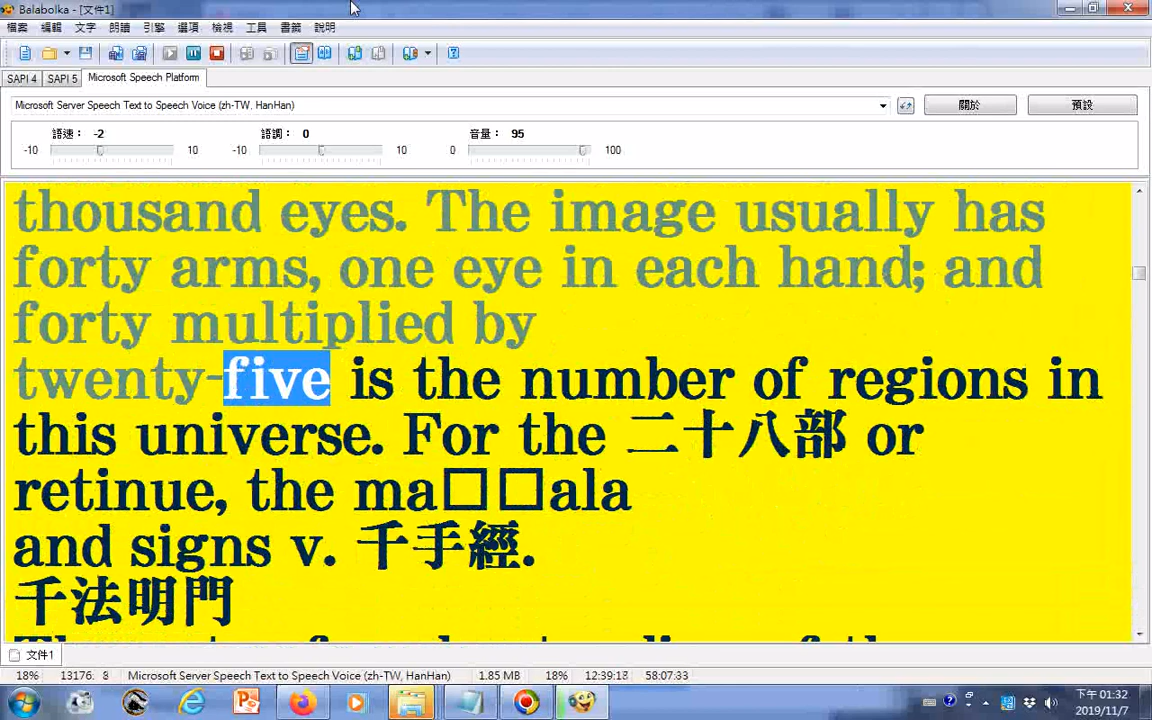 Balabolka - [文件1]
檔案 編輯 文字 朗讀 引擎 選項 檢視 工具 書籤 說明
SAPI 4 SAPI 5 Microsoft Speech Platform
Microsoft Server Speech Text to Speech Voice (zh-TW, HanHan) 關於 預設
語速： -2 語調： 0 音量： 95
-10 10 -10 10 0 100
thousand eyes. The image usually has
forty arms, one eye in each hand; and
forty multiplied by
twenty-five is the number of regions in
this universe. For the 二十八部 or
retinue, the ma□□ala
and signs v. 千手經.
千法明門
文件1
18% 13176. 8 Microsoft Server Speech Text to Speech Voice (zh-TW, HanHan) 1.85 MB 18% 12:39:13 58:07:33
下午 01:32
2019/11/7